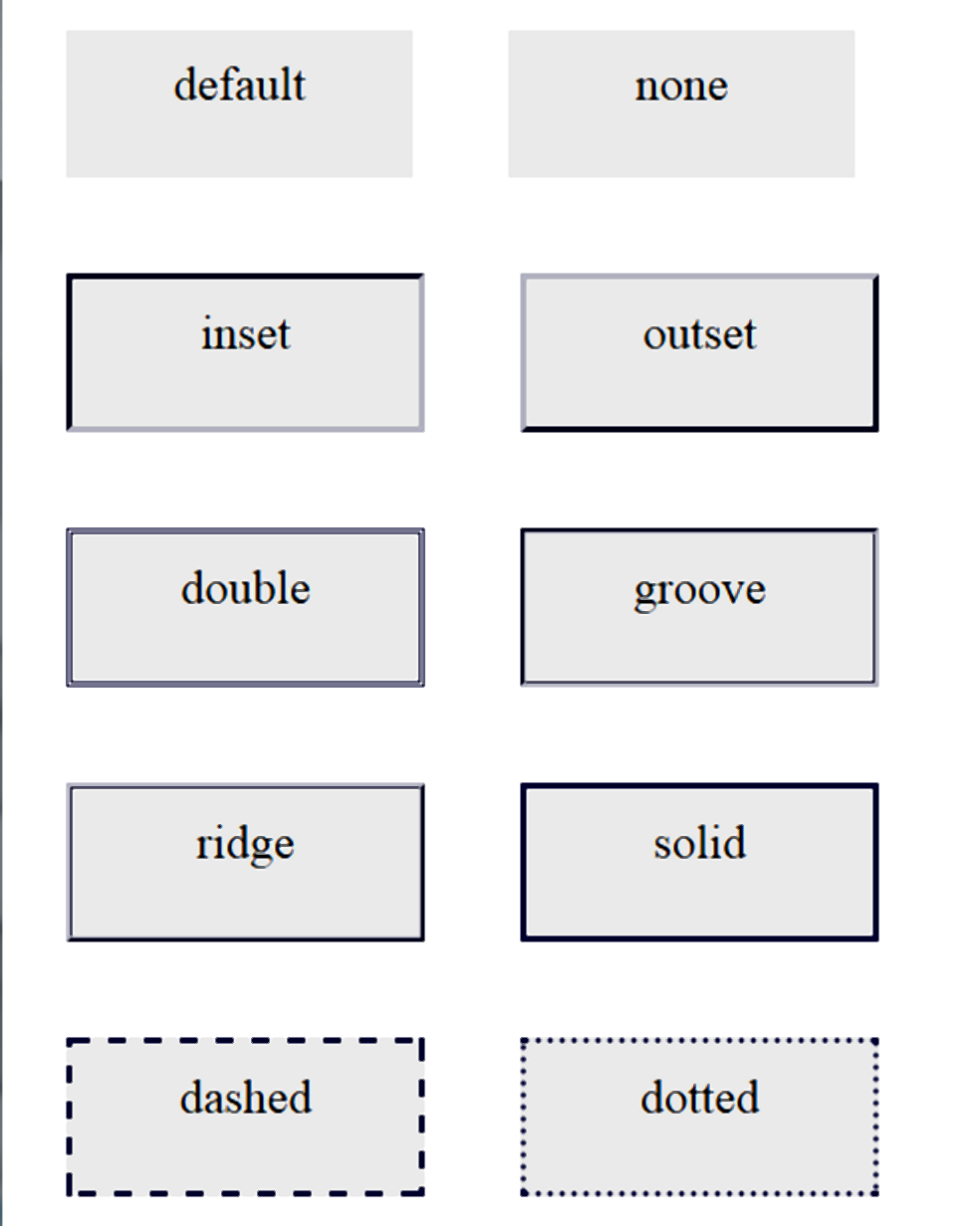 default
none
inset
outset
double
groove
ridge
solid
dashed
dotted